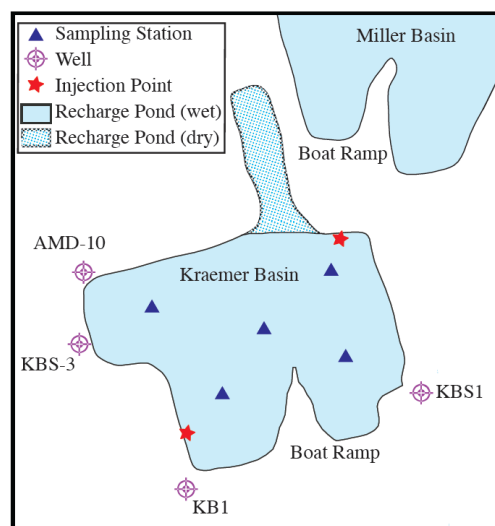 Sampling Station
Well
Injection Point
Recharge Pond (wet)
Recharge Pond (dry)
Miller Basin
Boat Ramp
AMD-10
Kraemer Basin
KBS-3
KBS1
Boat Ramp
KB1